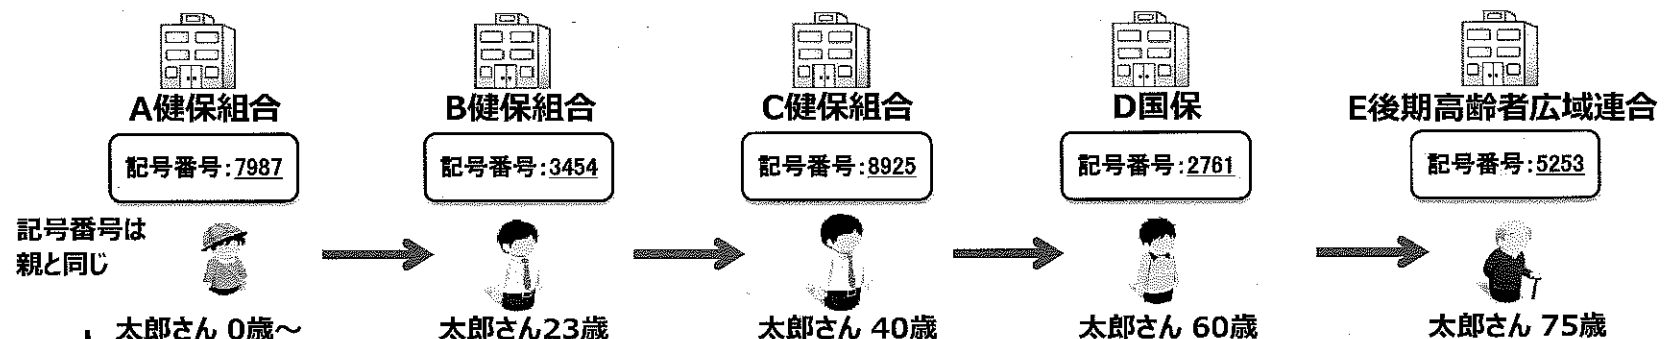 A健保組合
B健保組合
C健保組合
D国保
E後期高齢者広域連合
記号番号:7987
記号番号:3454
記号番号:8925
記号番号:2761
記号番号:5253
記号番号は
親と同じ
太郎さん 0歳~
太郎さん23歳
太郎さん 40歳
太郎さん 60歳
太郎さん 75歳